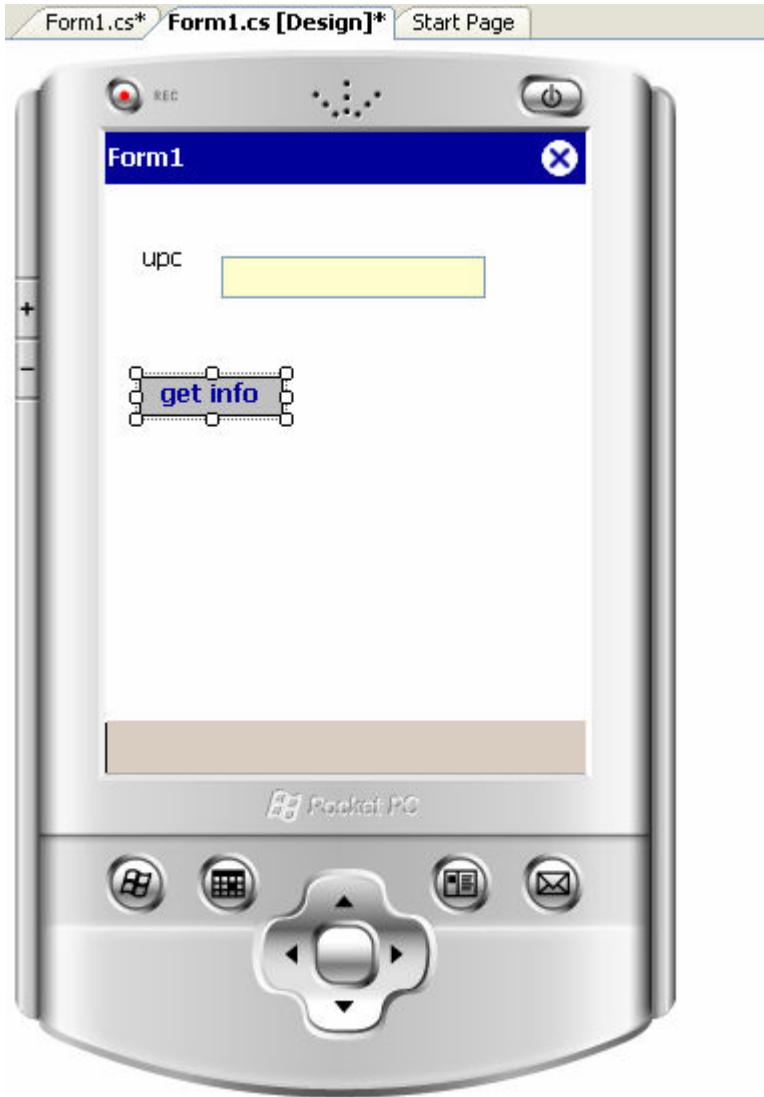 Form1.cs* Form1.cs [Design]* Start Page
REC
Form1
upc
+
get info
−
Pocket PC